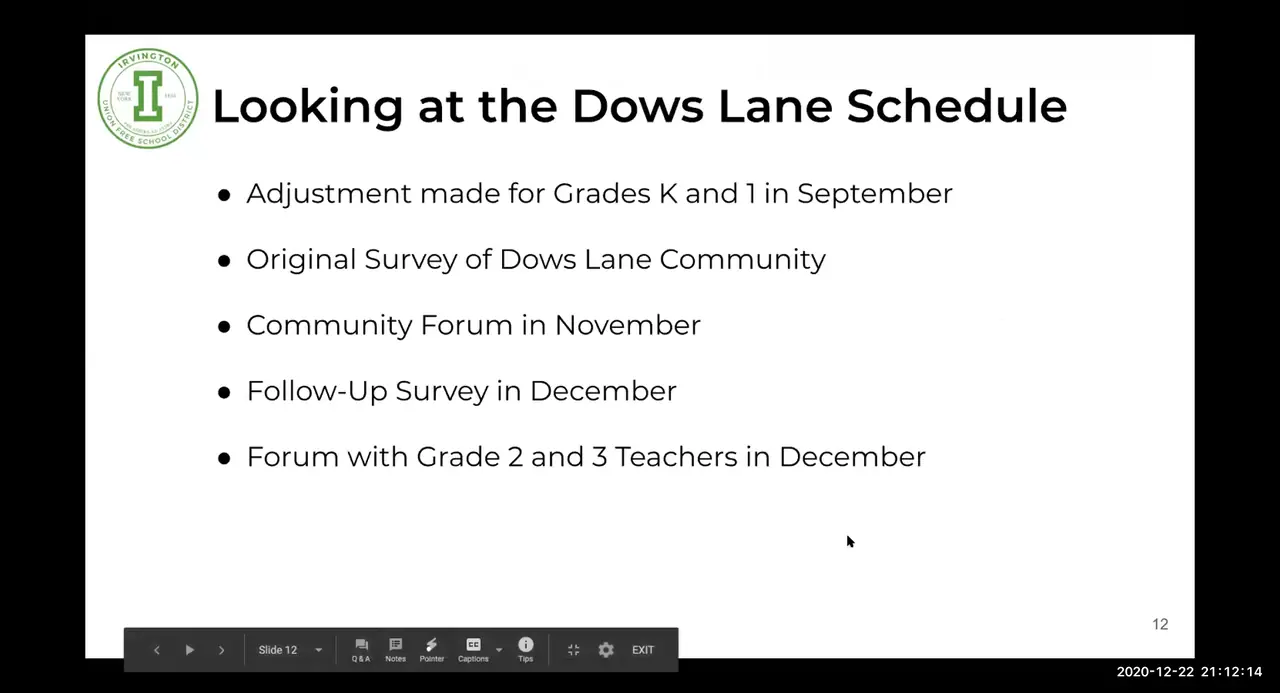 IRVINGTON
UNION FREE SCHOOL DISTRICT
Looking at the Dows Lane Schedule
● Adjustment made for Grades K and 1 in September
● Original Survey of Dows Lane Community
● Community Forum in November
● Follow-Up Survey in December
● Forum with Grade 2 and 3 Teachers in December
12
Slide 12
Q & A
Notes
Pointer
CC
Captions
Tips
EXIT
2020-12-22 21:12:14